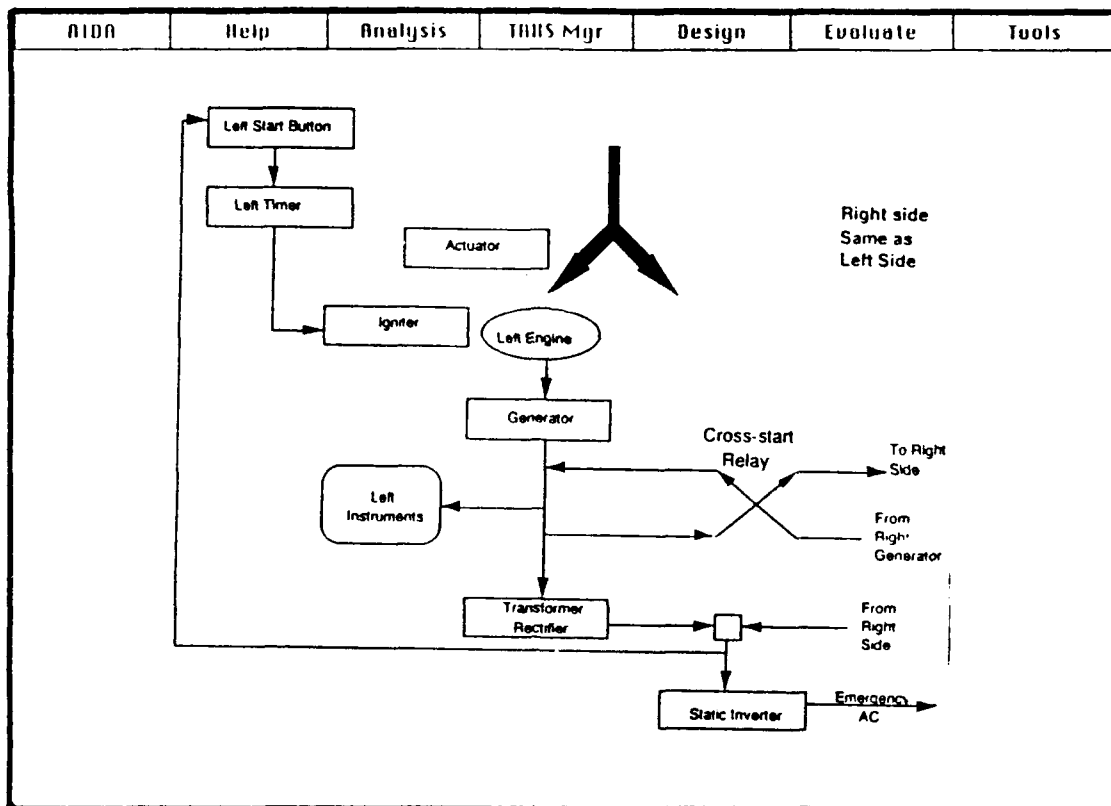 AIDA
Help
Analysis
TAXS Mgr
Design
Evaluate
Tools
Left Start Button
Left Timer
Actuator
Right side
Same as
Left Side
Igniter
Left Engine
Generator
Cross-start
Relay
To Right
Side
Left
Instruments
From
Right
Generator
Transformer
Rectifier
From
Right
Side
Static Inverter
Emergency
AC